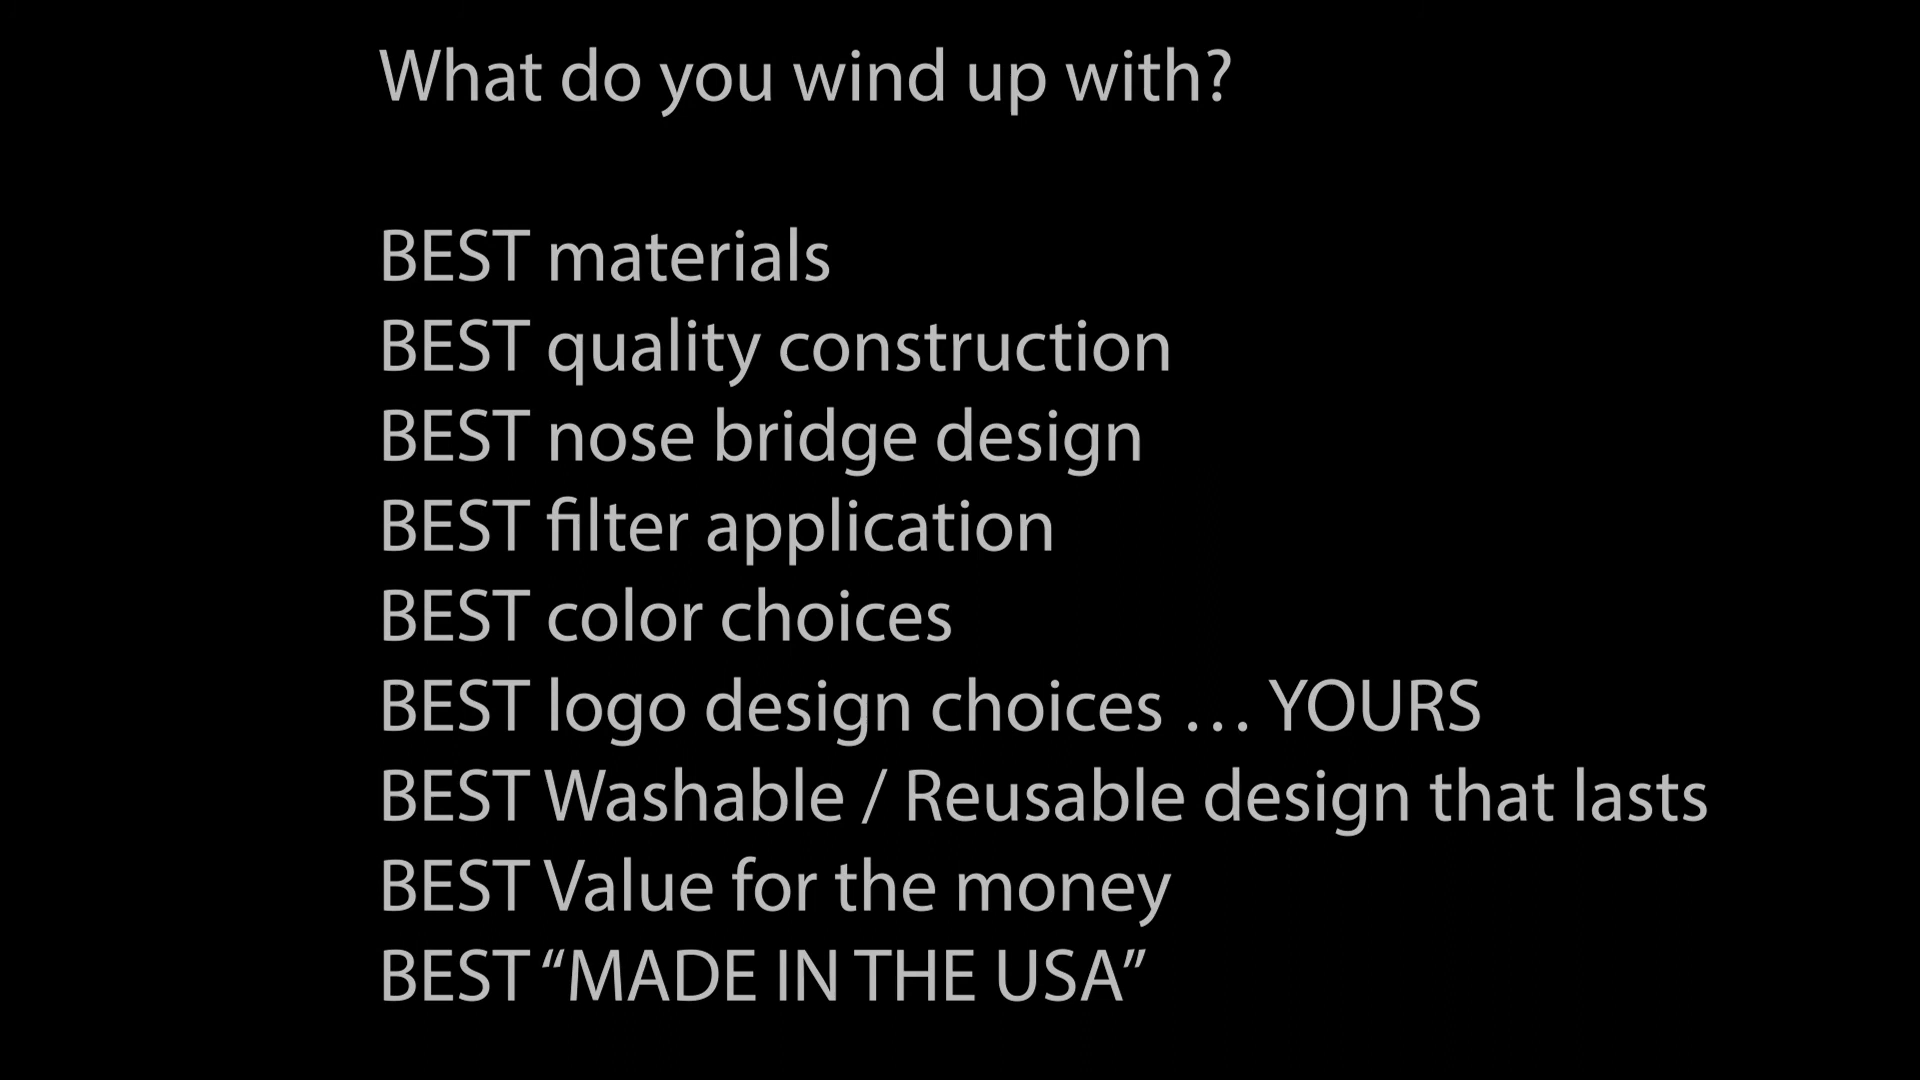 What do you wind up with?
BEST materials
BEST quality construction
BEST nose bridge design
BEST filter application
BEST color choices
BEST logo design choices … YOURS
BEST Washable / Reusable design that lasts
BEST Value for the money
BEST “MADE IN THE USA”